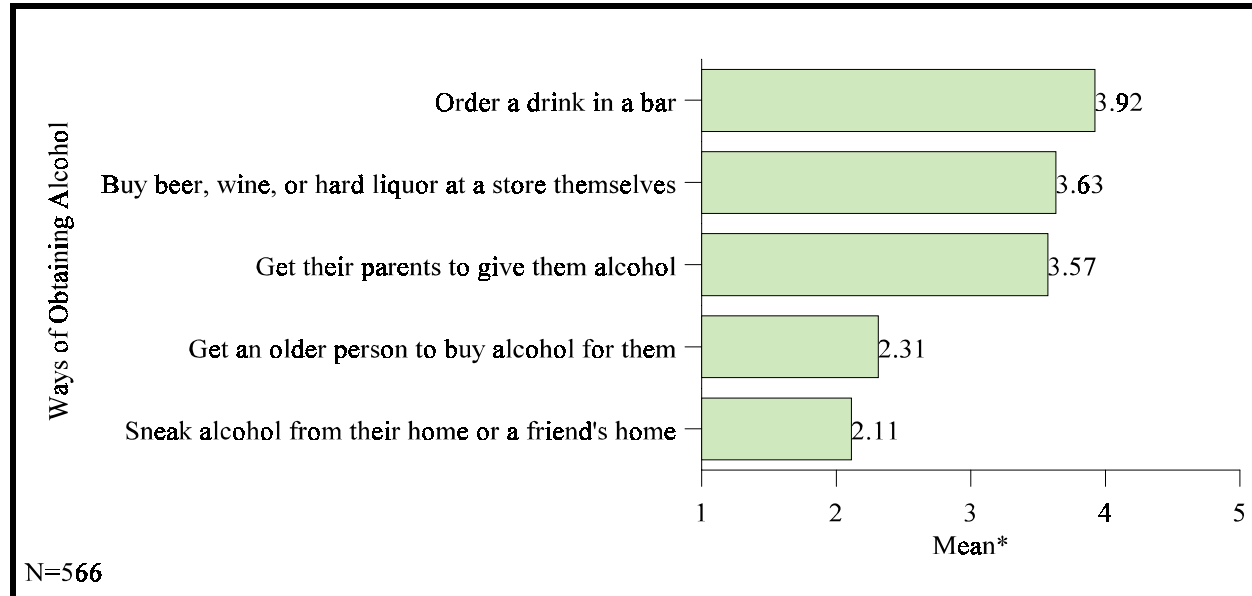 Ways of Obtaining Alcohol
Order a drink in a bar
3.92
Buy beer, wine, or hard liquor at a store themselves
3.63
Get their parents to give them alcohol
3.57
Get an older person to buy alcohol for them
2.31
Sneak alcohol from their home or a friend's home
2.11
1 2 3 4 5
Mean*
N=566